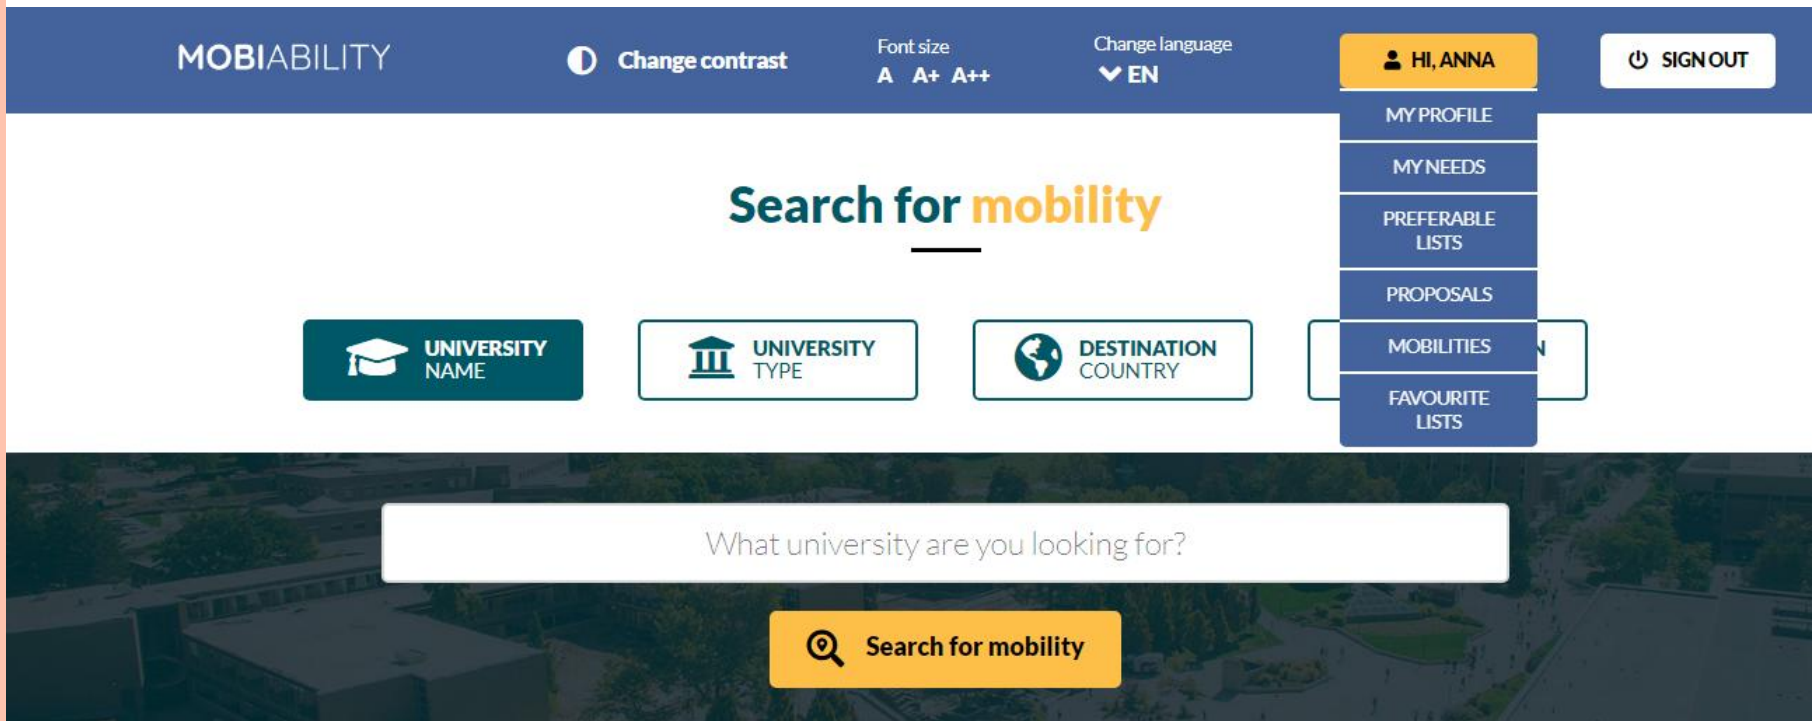 MOBIABILITY
Change contrast
Font size
A A+ A++
Change language
EN
HI, ANNA
SIGN OUT
MY PROFILE
MY NEEDS
PREFERABLE
LISTS
PROPOSALS
MOBILITIES
FAVOURITE
LISTS
Search for mobility
UNIVERSITY
NAME
UNIVERSITY
TYPE
DESTINATION
COUNTRY
What university are you looking for?
Search for mobility